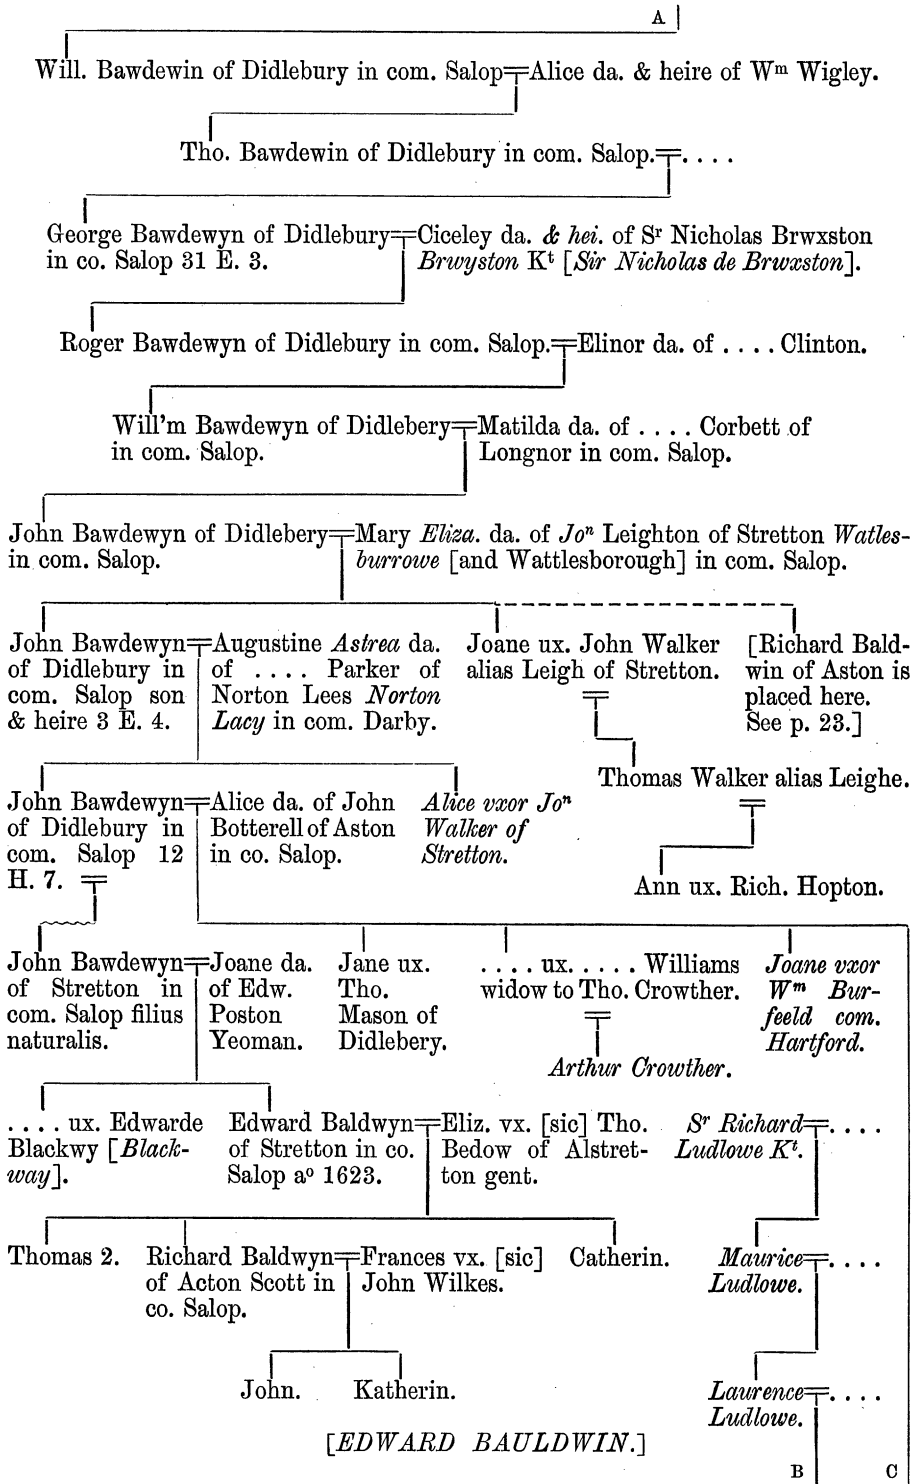 A
Will. Bawdewin of Didlebury in com. Salop=Alice da. & heire of Wᵐ Wigley.
Tho. Bawdewin of Didlebury in com. Salop.=. . . .
George Bawdewyn of Didlebury=Ciceley da. & hei. of Sʳ Nicholas Brwxston
in co. Salop 31 E. 3.
Brwyston Kᵗ [Sir Nicholas de Brwxston].
Roger Bawdewyn of Didlebury in com. Salop.=Elinor da. of . . . . Clinton.
Will'm Bawdewyn of Didlebery=Matilda da. of . . . . Corbett of
in com. Salop.
Longnor in com. Salop.
John Bawdewyn of Didlebery=Mary Eliza. da. of Joⁿ Leighton of Stretton Watles-
in com. Salop.
burrowe [and Wattlesborough] in com. Salop.
John Bawdewyn=
of Didlebury in
com. Salop son
& heire 3 E. 4.
Augustine Astrea da.
of . . . . Parker of
Norton Lees Norton
Lacy in com. Darby.
Joane ux. John Walker
alias Leigh of Stretton.
[Richard Bald-
win of Aston is
placed here.
See p. 23.]
Thomas Walker alias Leighe.
Ann ux. Rich. Hopton.
John Bawdewyn=
of Didlebury in
com. Salop 12
H. 7.
Alice da. of John
Botterell of Aston
in co. Salop.
Alice vxor Joⁿ
Walker of
Stretton.
John Bawdewyn=
of Stretton in
com. Salop filius
naturalis.
Joane da.
of Edw.
Poston
Yeoman.
Jane ux.
Tho.
Mason of
Didlebery.
. . . . ux. . . . . Williams
widow to Tho. Crowther.
Arthur Crowther.
Joane vxor
Wᵐ Bur-
feeld com.
Hartford.
. . . . ux. Edwarde
Blackwy [Black-
way].
Edward Baldwyn=
of Stretton in co.
Salop aᵒ 1623.
Eliz. vx. [sic] Tho.
Bedow of Alstret-
ton gent.
Sʳ Richard=. . . .
Ludlowe Kᵗ.
Thomas 2.
Richard Baldwyn=
of Acton Scott in
co. Salop.
Frances vx. [sic]
John Wilkes.
Catherin.
Maurice=. . . .
Ludlowe.
John.
Katherin.
Laurence=. . . .
Ludlowe.
[EDWARD BAULDWIN.]
B
C